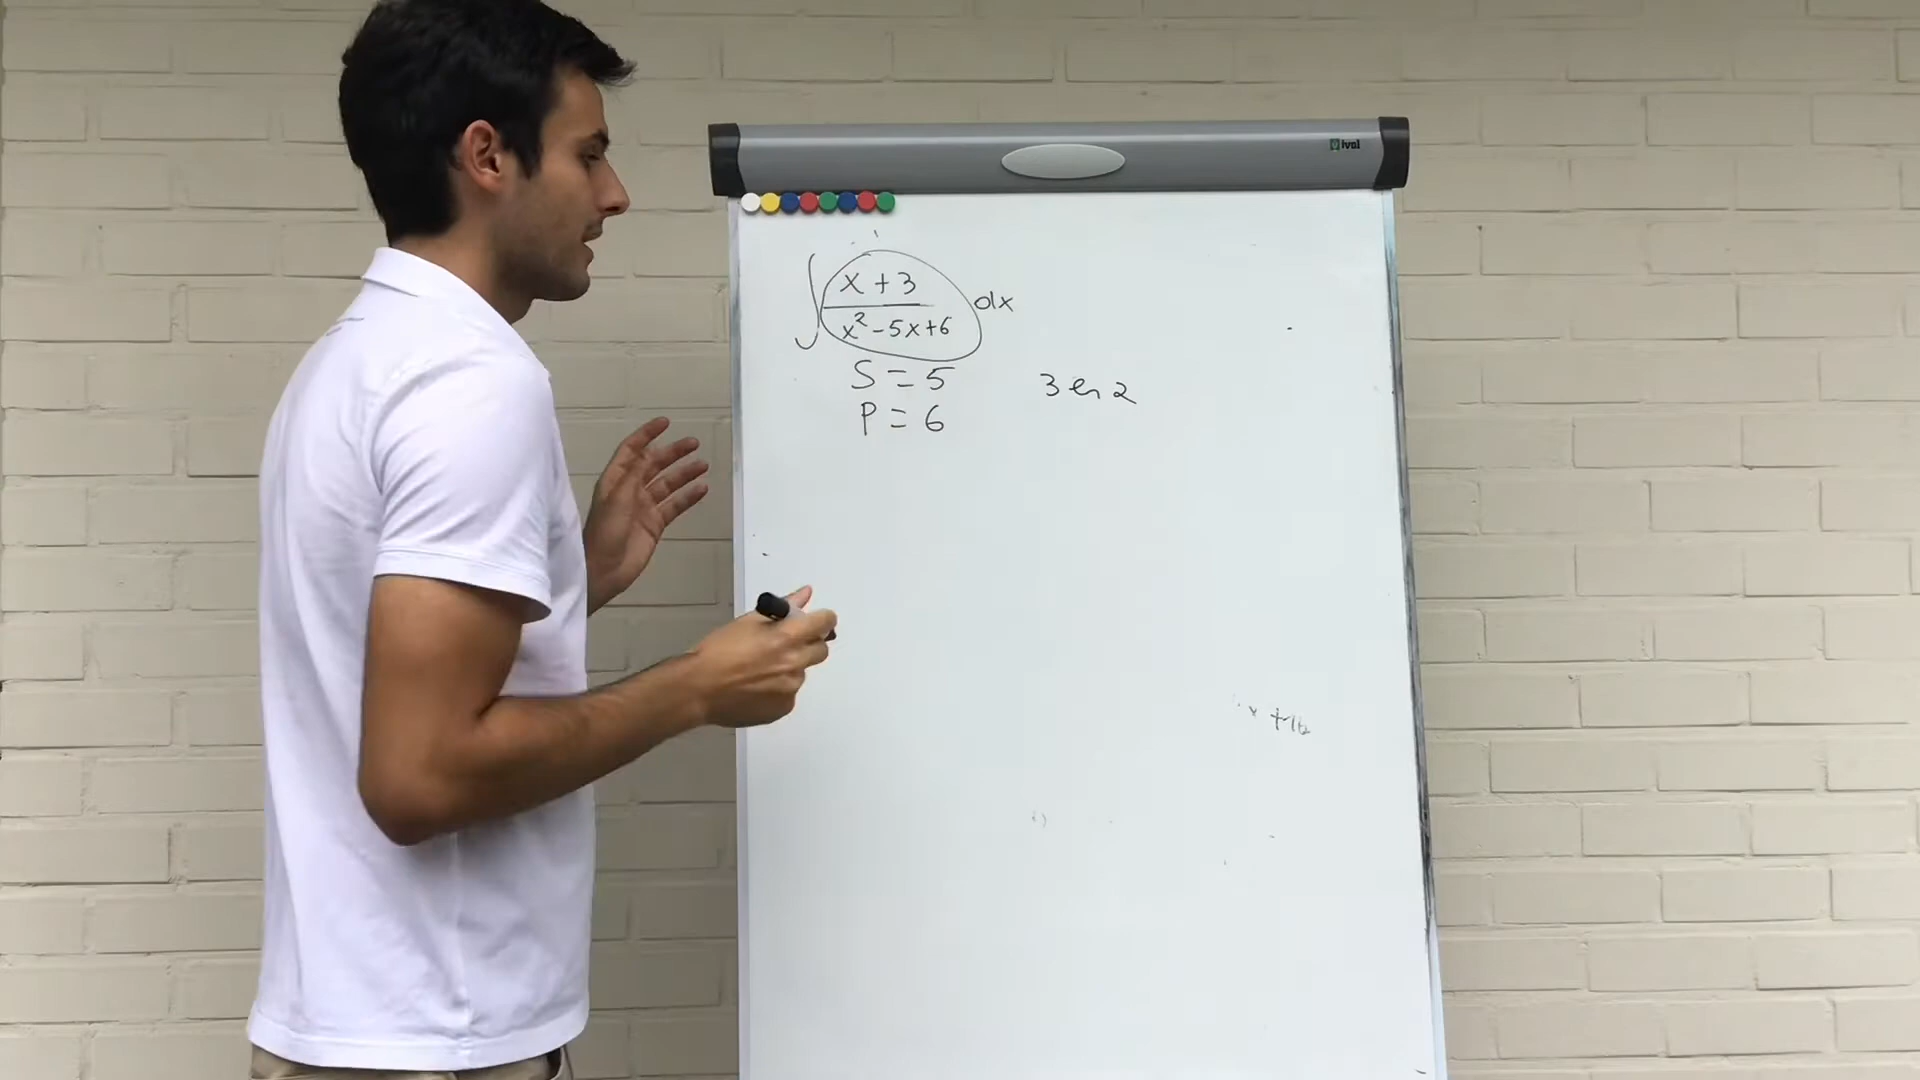 ∫ x + 3 / x² - 5x + 6 dx
S = 5
3 en 2
P = 6